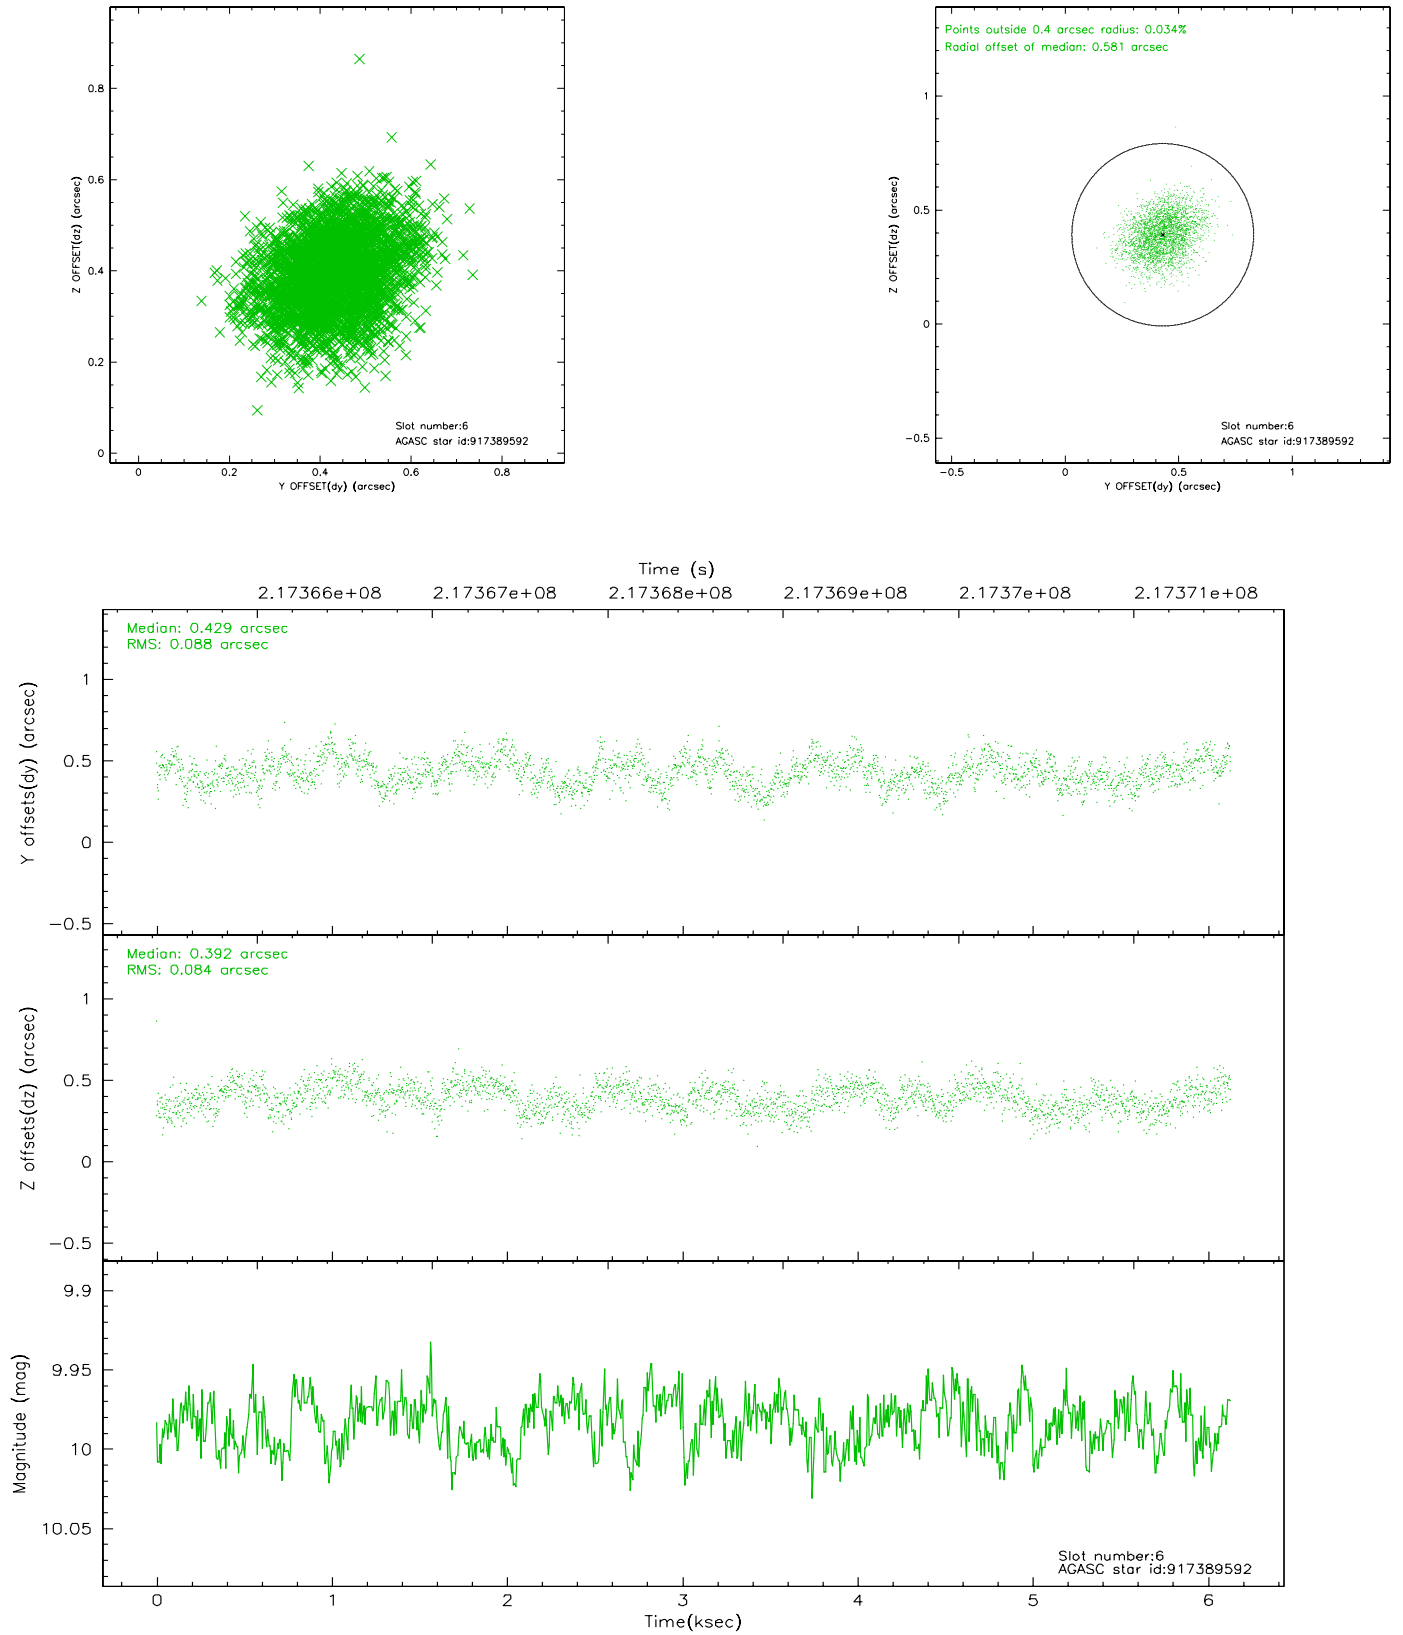 0.8
0.6
0.4
0.2
0
Z OFFSET(dz) (arcsec)
Slot number:6
AGASC star id:917389592
0 0.2 0.4 0.6 0.8
Y OFFSET(dy) (arcsec)
Points outside 0.4 arcsec radius: 0.034%
Radial offset of median: 0.581 arcsec
1
0.5
0
−0.5
Z OFFSET(dz) (arcsec)
Slot number:6
AGASC star id:917389592
−0.5 0 0.5 1
Y OFFSET(dy) (arcsec)
Time (s)
2.17366e+08 2.17367e+08 2.17368e+08 2.17369e+08 2.1737e+08 2.17371e+08
Median: 0.429 arcsec
RMS: 0.088 arcsec
1
0.5
0
−0.5
Y offsets(dy) (arcsec)
Median: 0.392 arcsec
RMS: 0.084 arcsec
1
0.5
0
−0.5
Z offsets(dz) (arcsec)
9.9
9.95
10
10.05
Magnitude (mag)
Slot number:6
AGASC star id:917389592
0 1 2 3 4 5 6
Time(ksec)